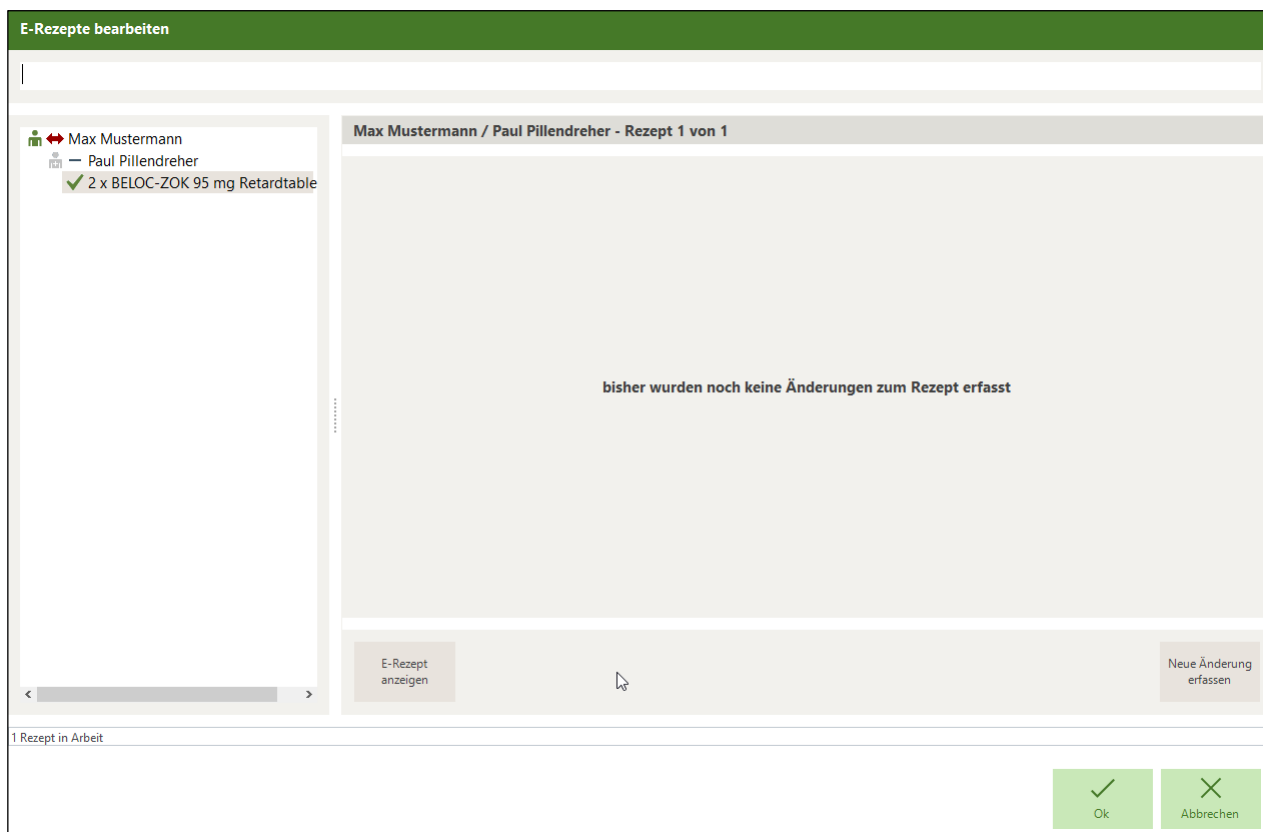 E-Rezepte bearbeiten
Max Mustermann
Paul Pillendreher
2 x BELOC-ZOK 95 mg Retardtable
Max Mustermann / Paul Pillendreher - Rezept 1 von 1
bisher wurden noch keine Änderungen zum Rezept erfasst
E-Rezept
anzeigen
Neue Änderung
erfassen
1 Rezept in Arbeit
Ok
Abbrechen